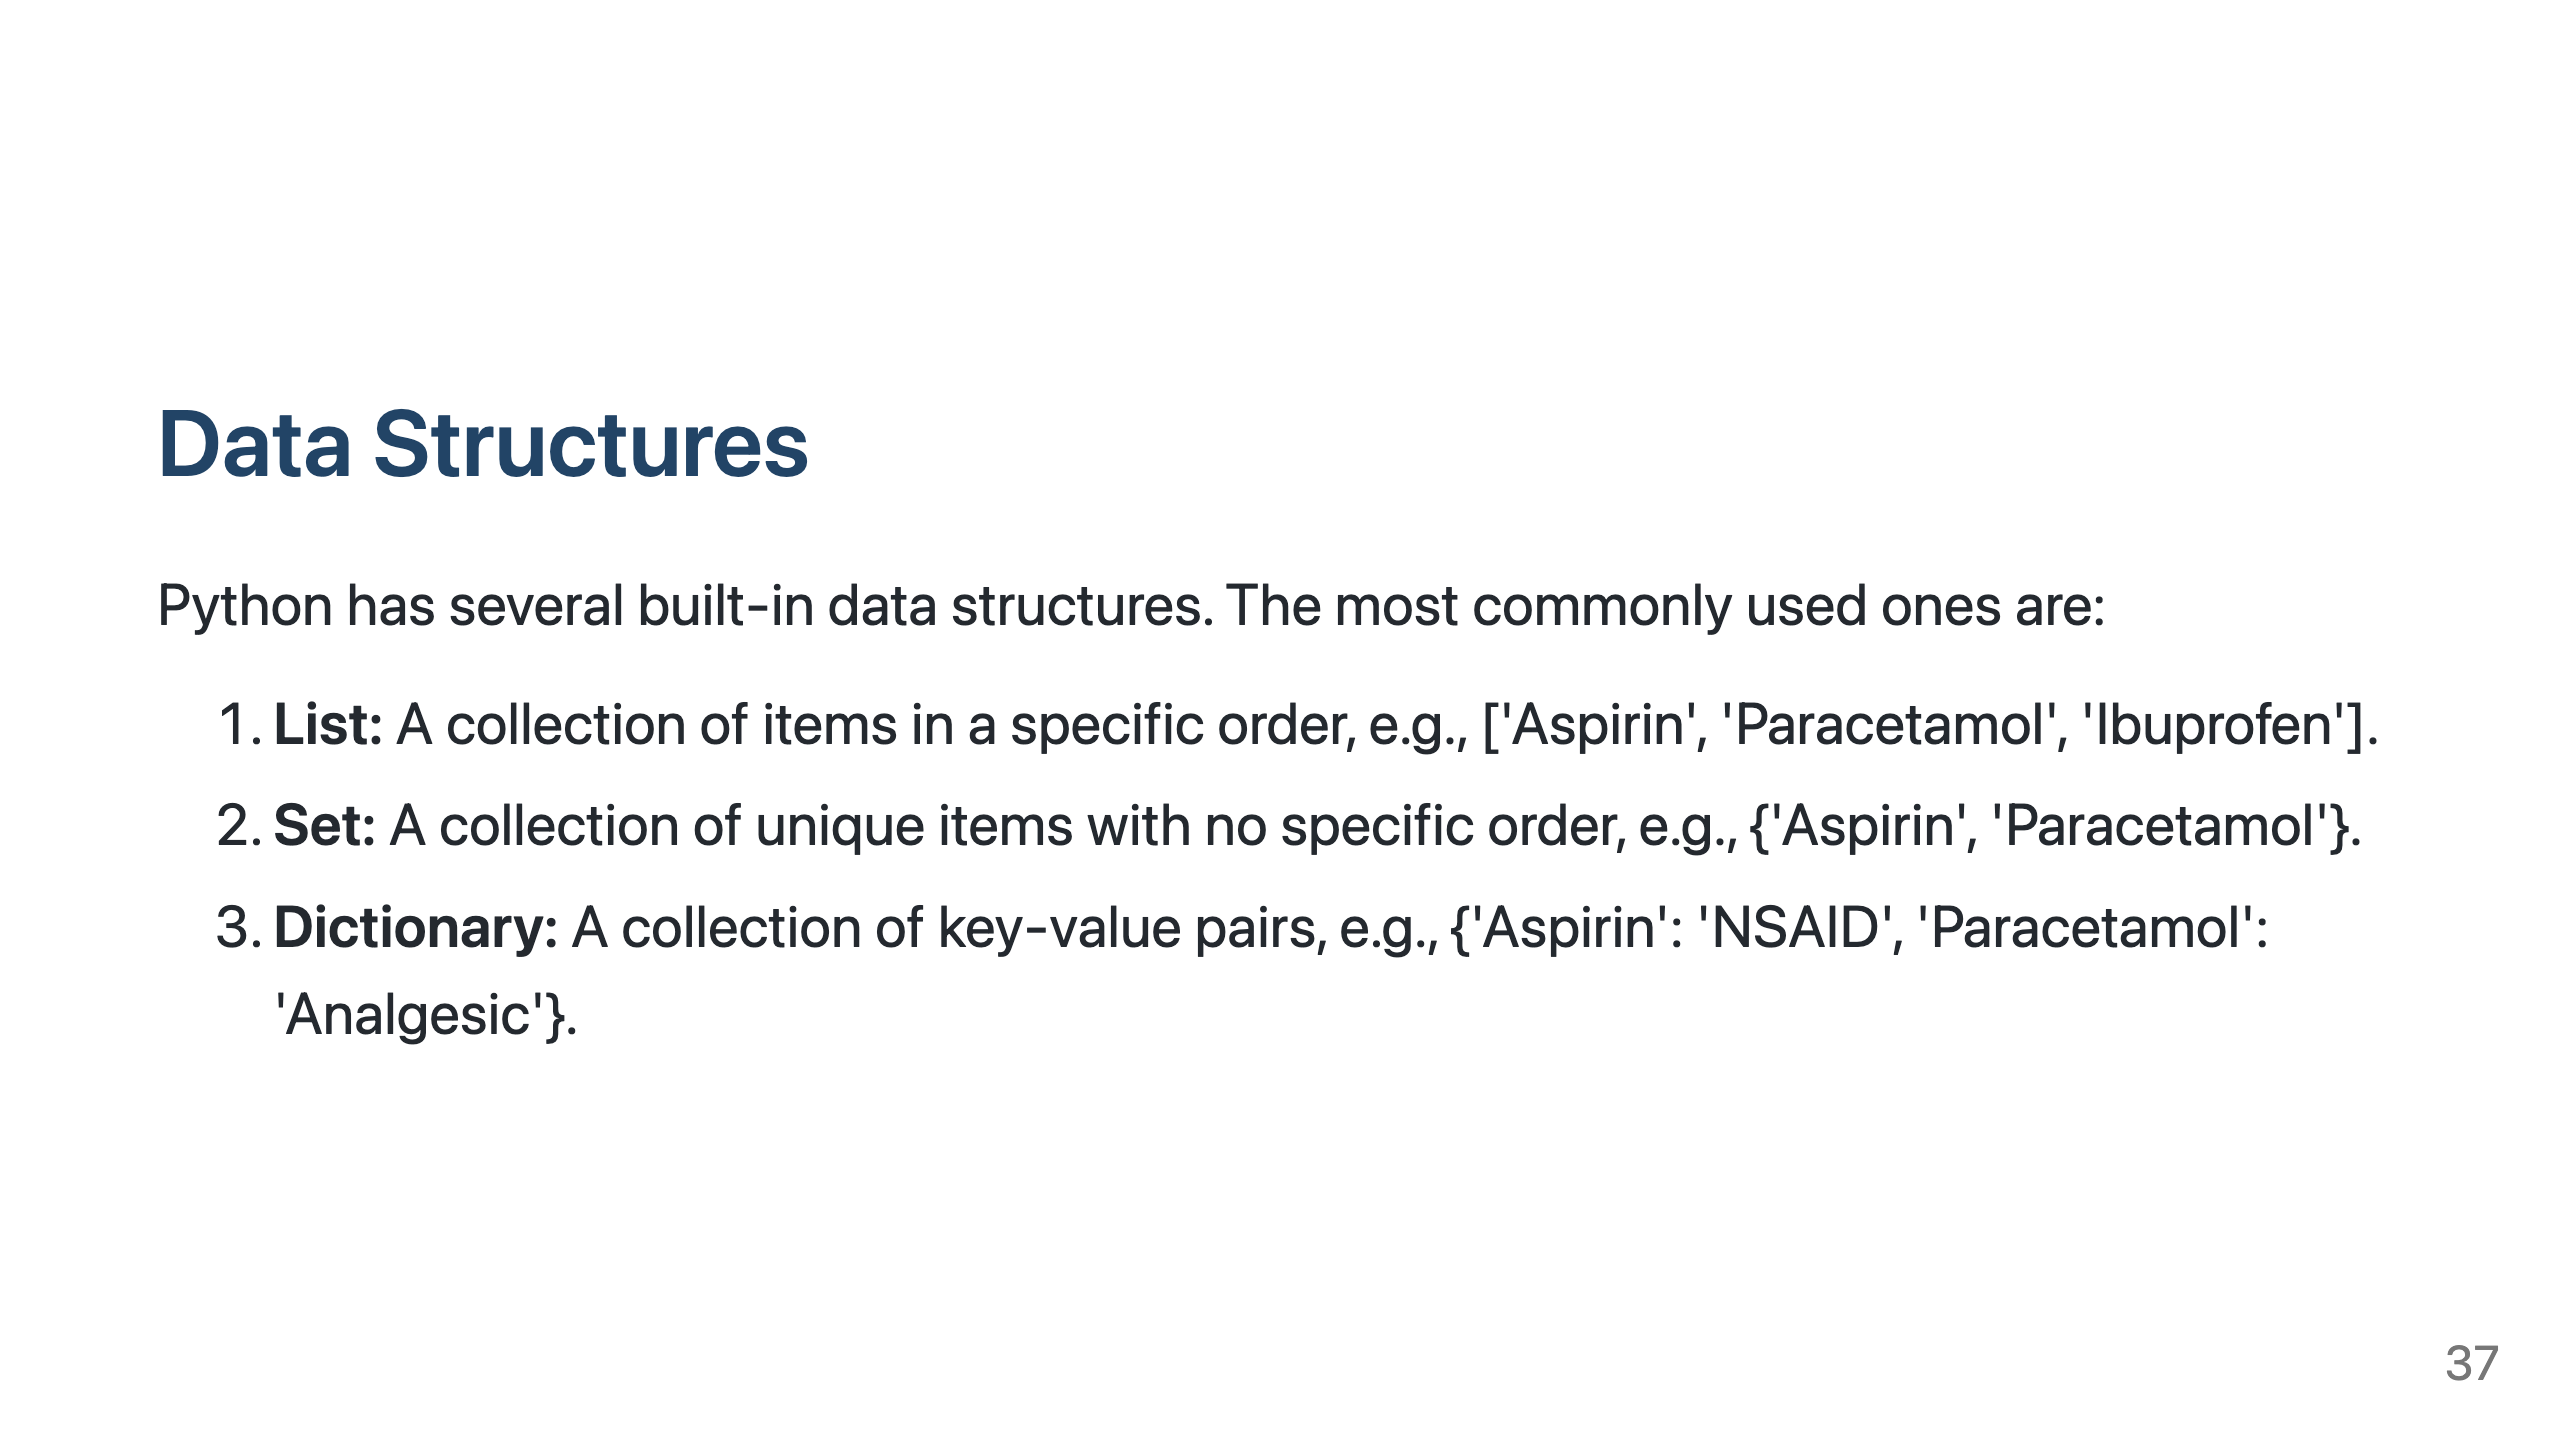 Data Structures
Python has several built-in data structures. The most commonly used ones are:
1. List: A collection of items in a specific order, e.g., ['Aspirin', 'Paracetamol', 'Ibuprofen'].
2. Set: A collection of unique items with no specific order, e.g., {'Aspirin', 'Paracetamol'}.
3. Dictionary: A collection of key-value pairs, e.g., {'Aspirin': 'NSAID', 'Paracetamol':
'Analgesic'}.
37